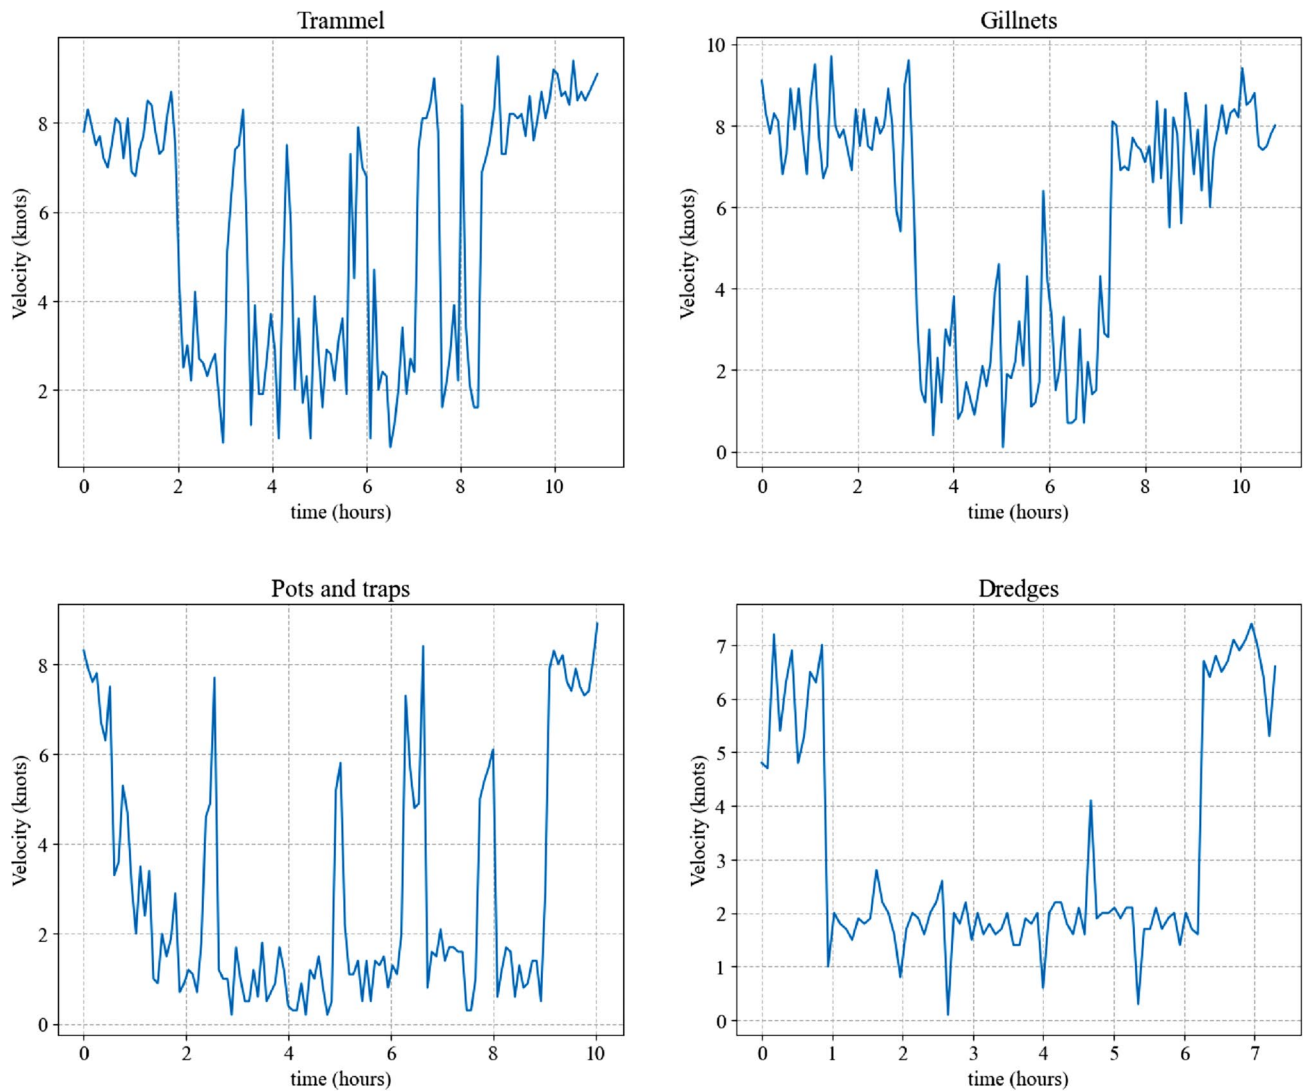 Trammel
Velocity (knots)
8
6
4
2
0 2 4 6 8 10
time (hours)
Gillnets
Velocity (knots)
10
8
6
4
2
0
0 2 4 6 8 10
time (hours)
Pots and traps
Velocity (knots)
8
6
4
2
0
0 2 4 6 8 10
time (hours)
Dredges
Velocity (knots)
7
6
5
4
3
2
1
0
0 1 2 3 4 5 6 7
time (hours)